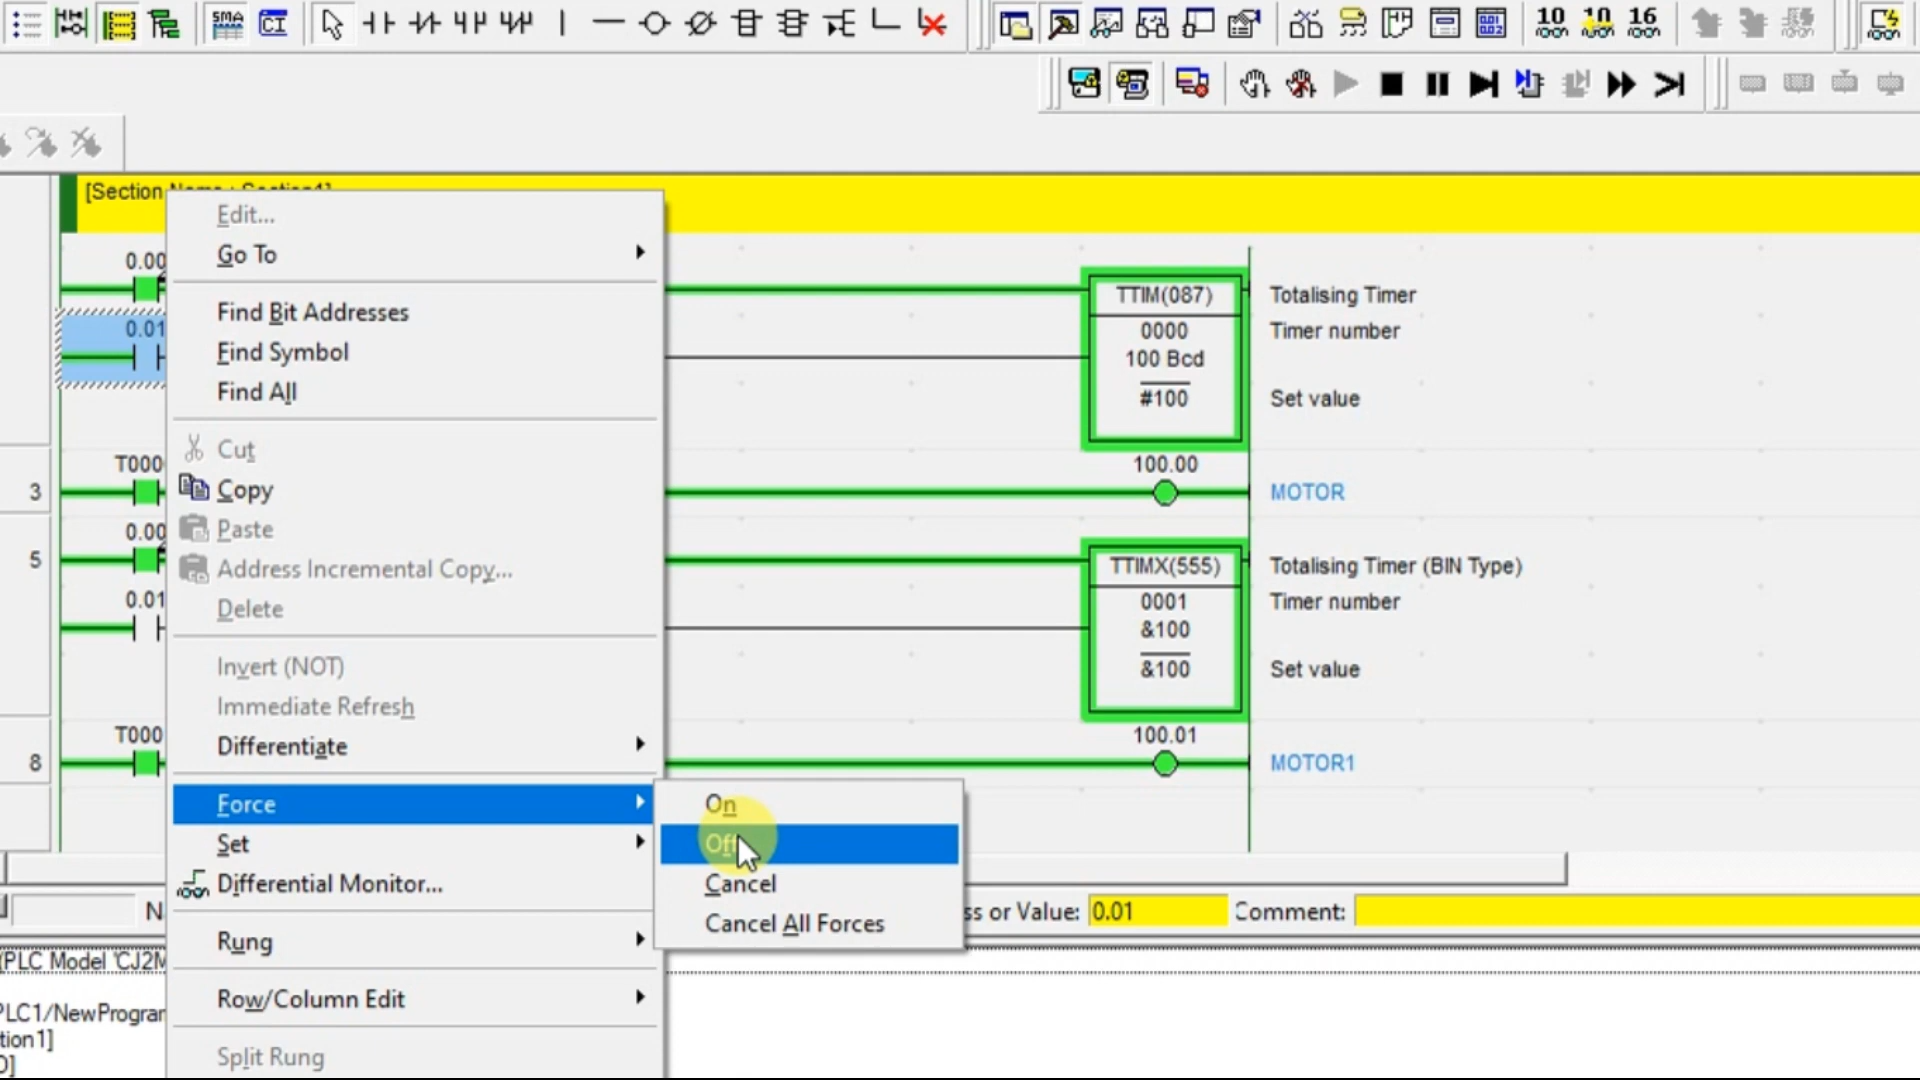 SMA
CI
10
10
16
[Section Name : Section1]
Edit...
Go To
Find Bit Addresses
Find Symbol
Find All
Cut
Copy
Paste
Address Incremental Copy...
Delete
Invert (NOT)
Immediate Refresh
Differentiate
Force
Set
Differential Monitor...
Rung
Row/Column Edit
Split Rung
On
Off
Cancel
Cancel All Forces
0.00
0.01
TTIM(087)
Totalising Timer
0000
Timer number
100 Bcd
#100
Set value
T000
100.00
3
MOTOR
0.00
5
TTIMX(555)
Totalising Timer (BIN Type)
0.01
0001
Timer number
&100
&100
Set value
T000
100.01
8
MOTOR1
N
ss or Value:
0.01
Comment:
(PLC Model 'CJ2M
PLC1/NewProgram
tion1]
D]